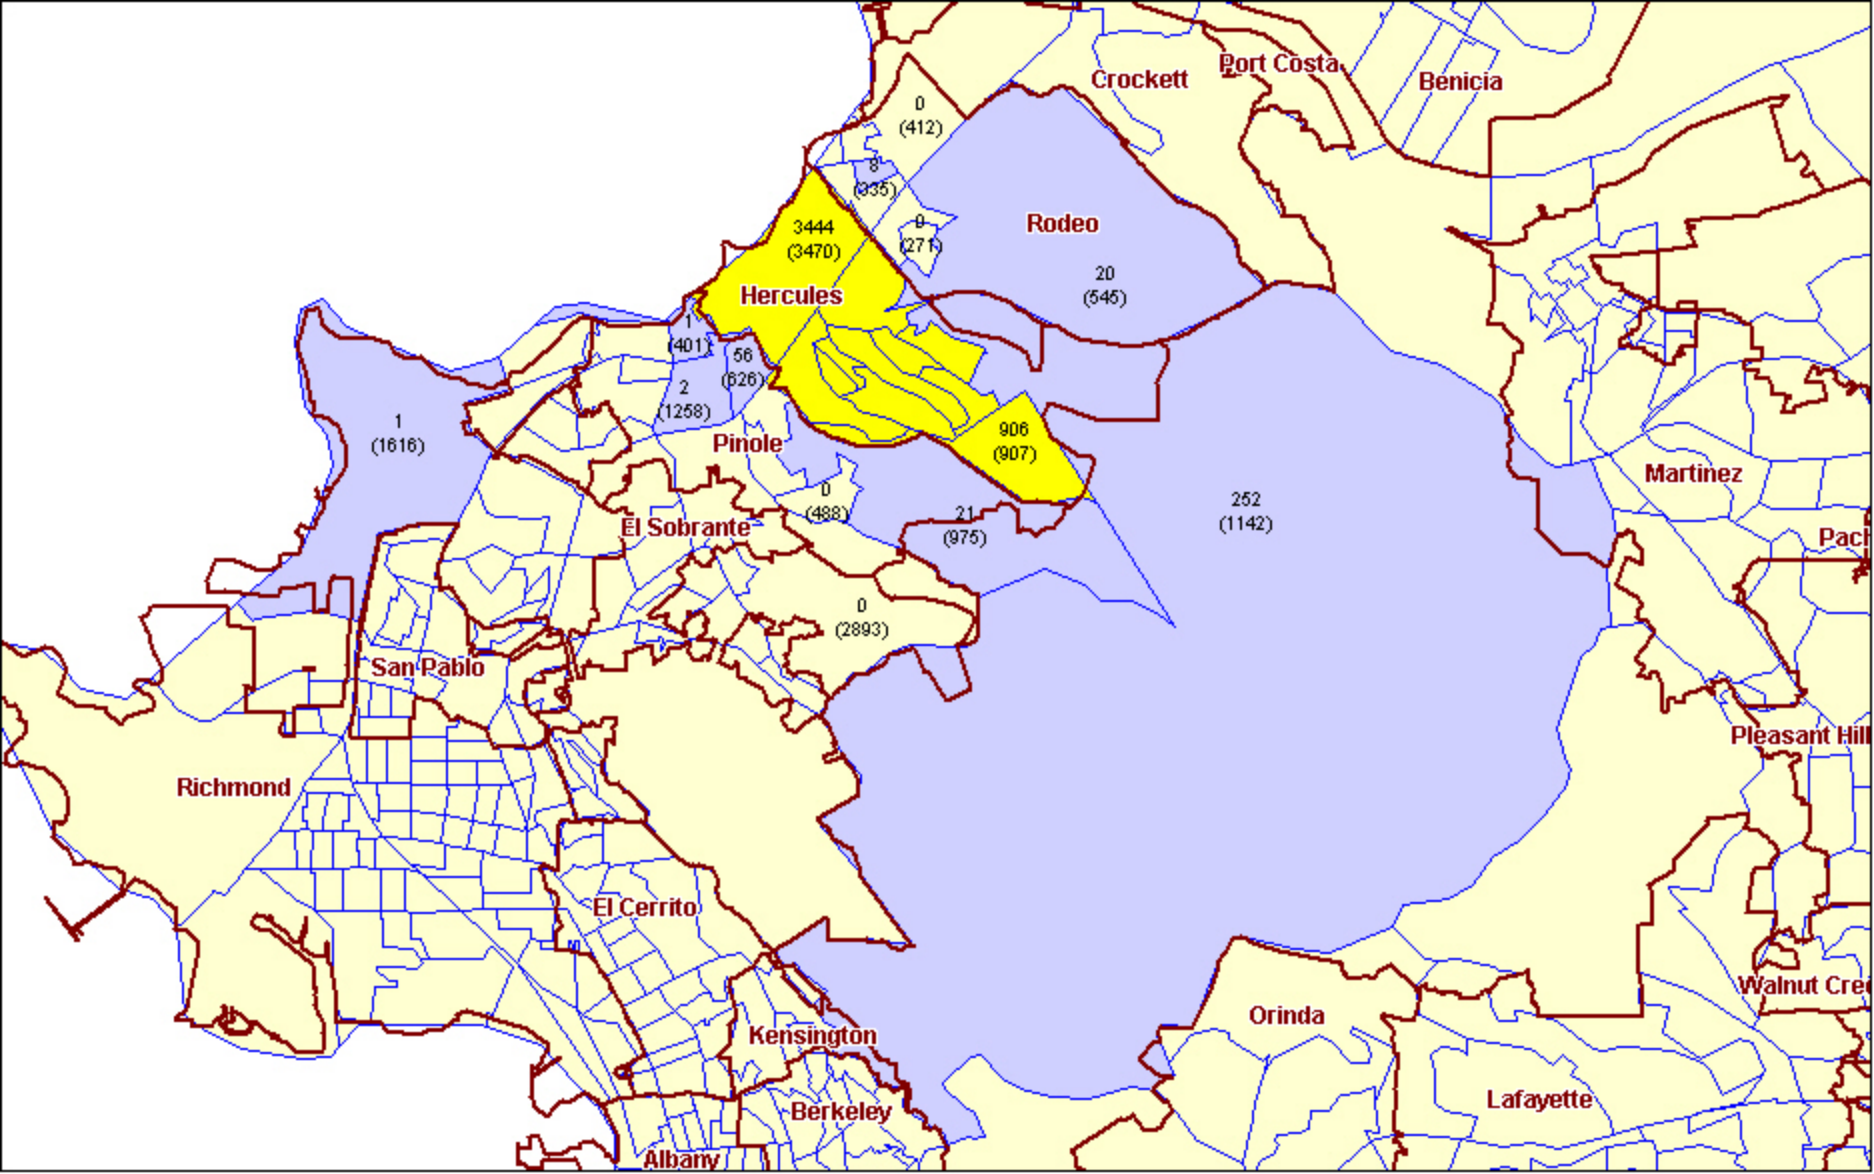 Port Costa
Crockett
Benicia
0
(412)
8
(335)
Rodeo
0
(271)
3444
(3470)
20
(545)
Hercules
1
(401)
56
(626)
2
(1258)
1
(1616)
Pinole
906
(907)
Martinez
0
(488)
252
(1142)
21
(975)
El Sobrante
Pach
0
(2893)
San Pablo
Pleasant Hill
Richmond
El Cerrito
Walnut Cree
Orinda
Kensington
Lafayette
Berkeley
Albany